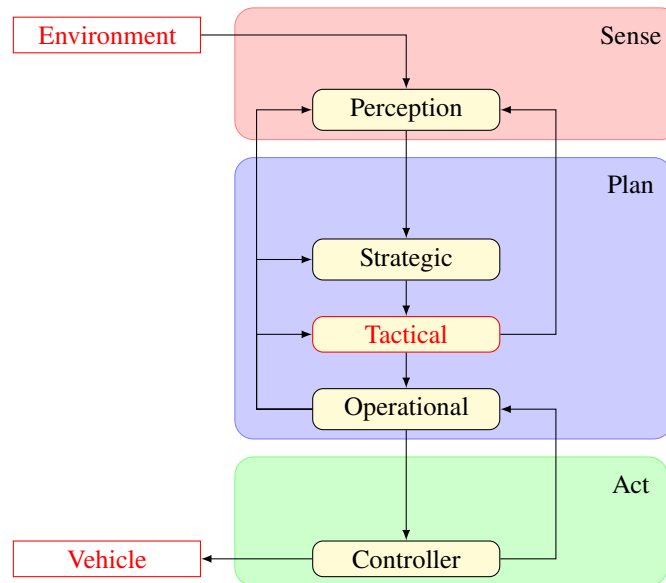 Environment
Sense
Perception
Plan
Strategic
Tactical
Operational
Act
Vehicle
Controller